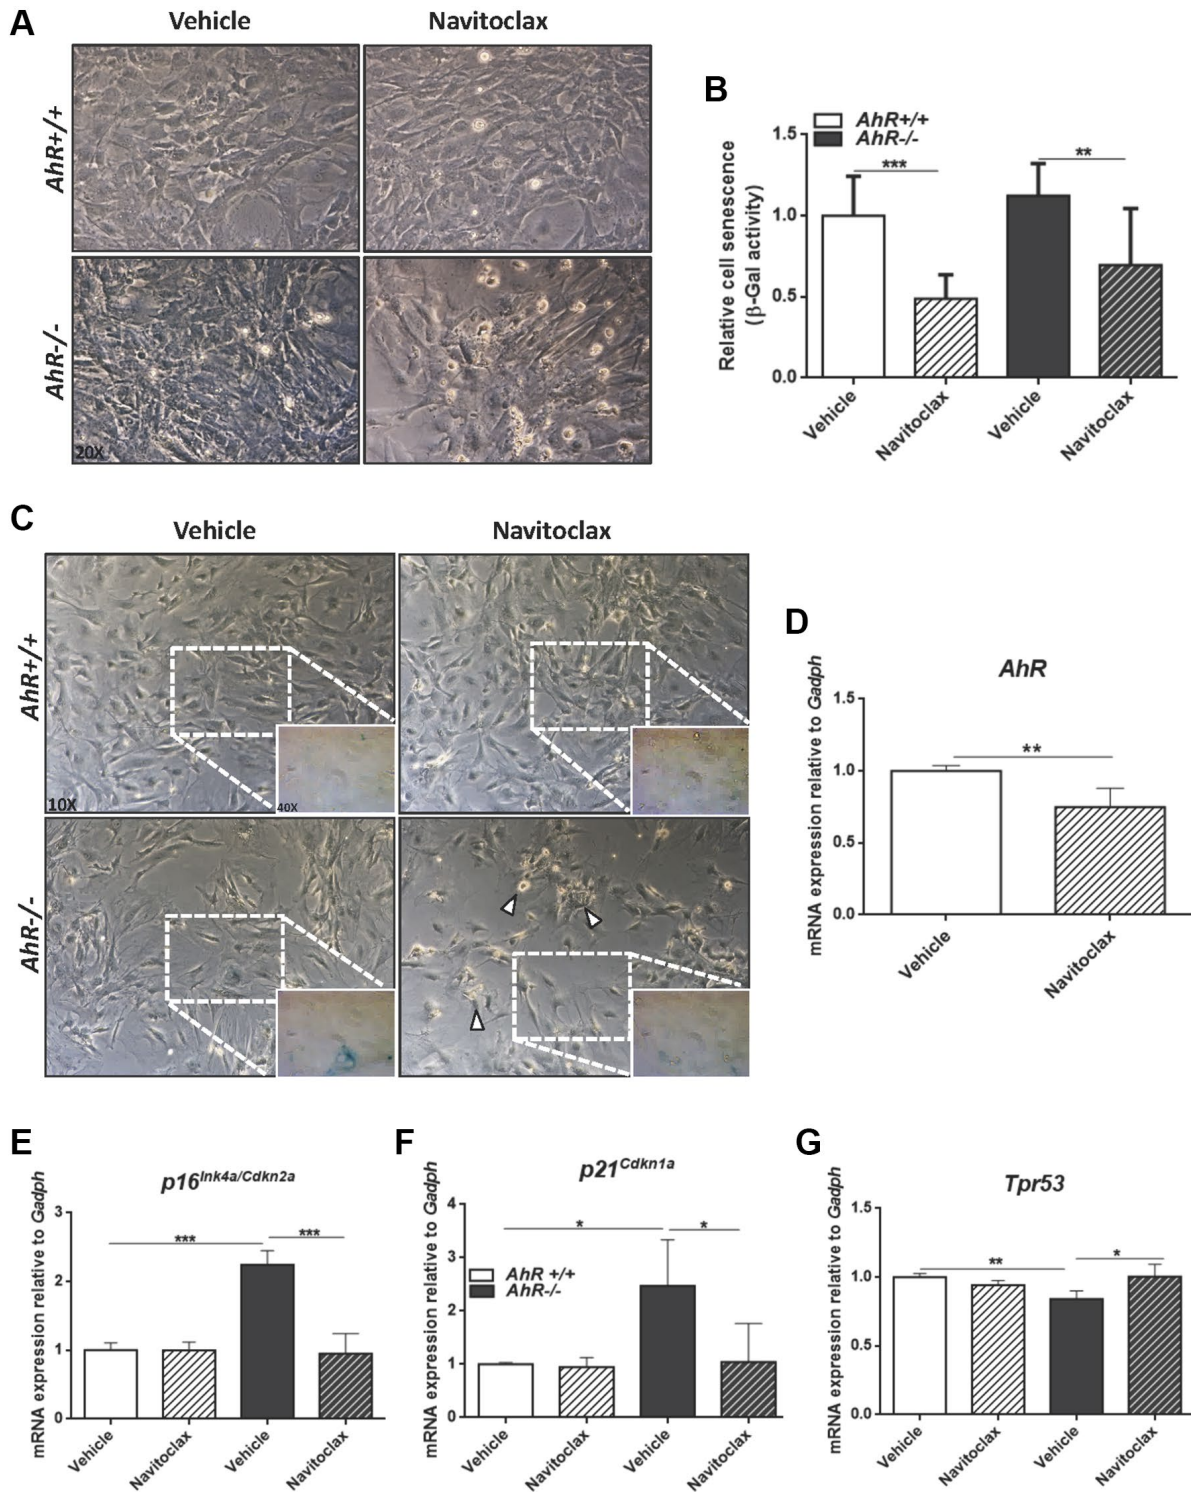 A
Vehicle
Navitoclax
AhR+/+
AhR-/-
20X
B
AhR+/+
AhR-/-
Relative cell senescence
(β-Gal activity)
1.5
1.0
0.5
0.0
***
**
Vehicle
Navitoclax
Vehicle
Navitoclax
C
Vehicle
Navitoclax
AhR+/+
10X
40X
AhR-/-
D
AhR
mRNA expression relative to Gadph
1.5
1.0
0.5
0.0
**
Vehicle
Navitoclax
E
p16Ink4a/Cdkn2a
mRNA expression relative to Gadph
3
2
1
0
***
***
Vehicle
Navitoclax
Vehicle
Navitoclax
F
p21Cdkn1a
mRNA expression relative to Gadph
4
3
2
1
0
*
*
AhR +/+
AhR-/-
Vehicle
Navitoclax
Vehicle
Navitoclax
G
Tpr53
mRNA expression relative to Gadph
1.5
1.0
0.5
0.0
**
*
Vehicle
Navitoclax
Vehicle
Navitoclax